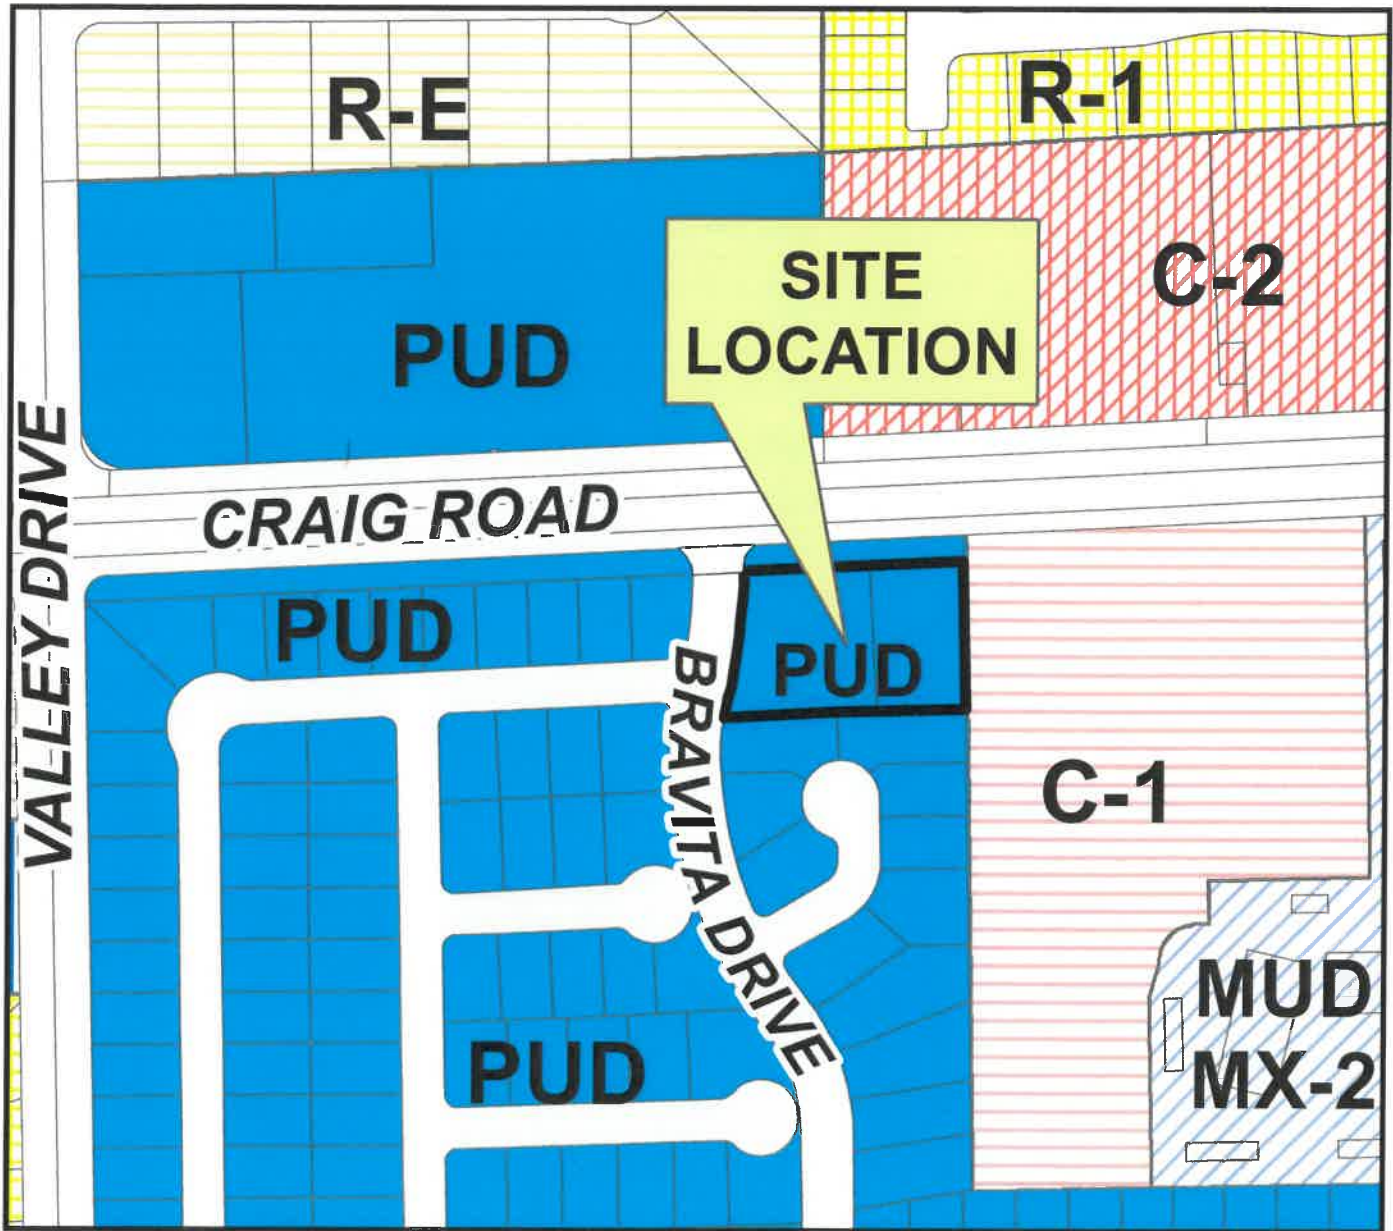 R-E
R-1
SITE
LOCATION
C-2
PUD
VALLEY DRIVE
CRAIG ROAD
PUD
PUD
BRAVITA DRIVE
C-1
MUD
MX-2
PUD